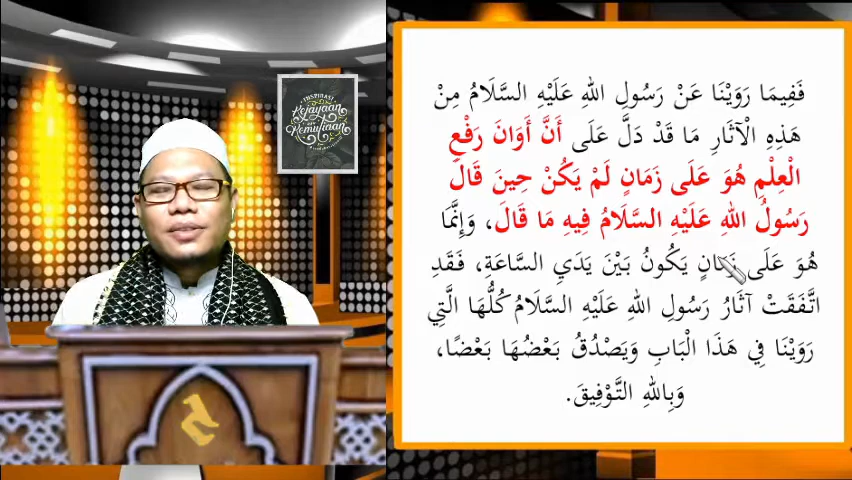 INSPIRASI
Kejayaan
dan
Kemuliaan
فَفِيمَا رَوَيْنَا عَنْ رَسُولِ اللهِ عَلَيْهِ السَّلَامُ مِنْ
هَذِهِ الْآثَارِ مَا قَدْ دَلَّ عَلَى أَنَّ أَوَانَ رَفْعِ
الْعِلْمِ هُوَ عَلَى زَمَانٍ لَمْ يَكُنْ حِينَ قَالَ
رَسُولُ اللهِ عَلَيْهِ السَّلَامُ فِيهِ مَا قَالَ، وَإِنَّمَا
هُوَ عَلَى زَمَانٍ يَكُونُ بَيْنَ يَدَيِ السَّاعَةِ، فَقَدِ
اتَّفَقَتْ آثَارُ رَسُولِ اللهِ عَلَيْهِ السَّلَامُ كُلُّهَا الَّتِي
رَوَيْنَا فِي هَذَا الْبَابِ وَيَصْدُقُ بَعْضُهَا بَعْضًا،
وَبِاللهِ التَّوْفِيقَ.